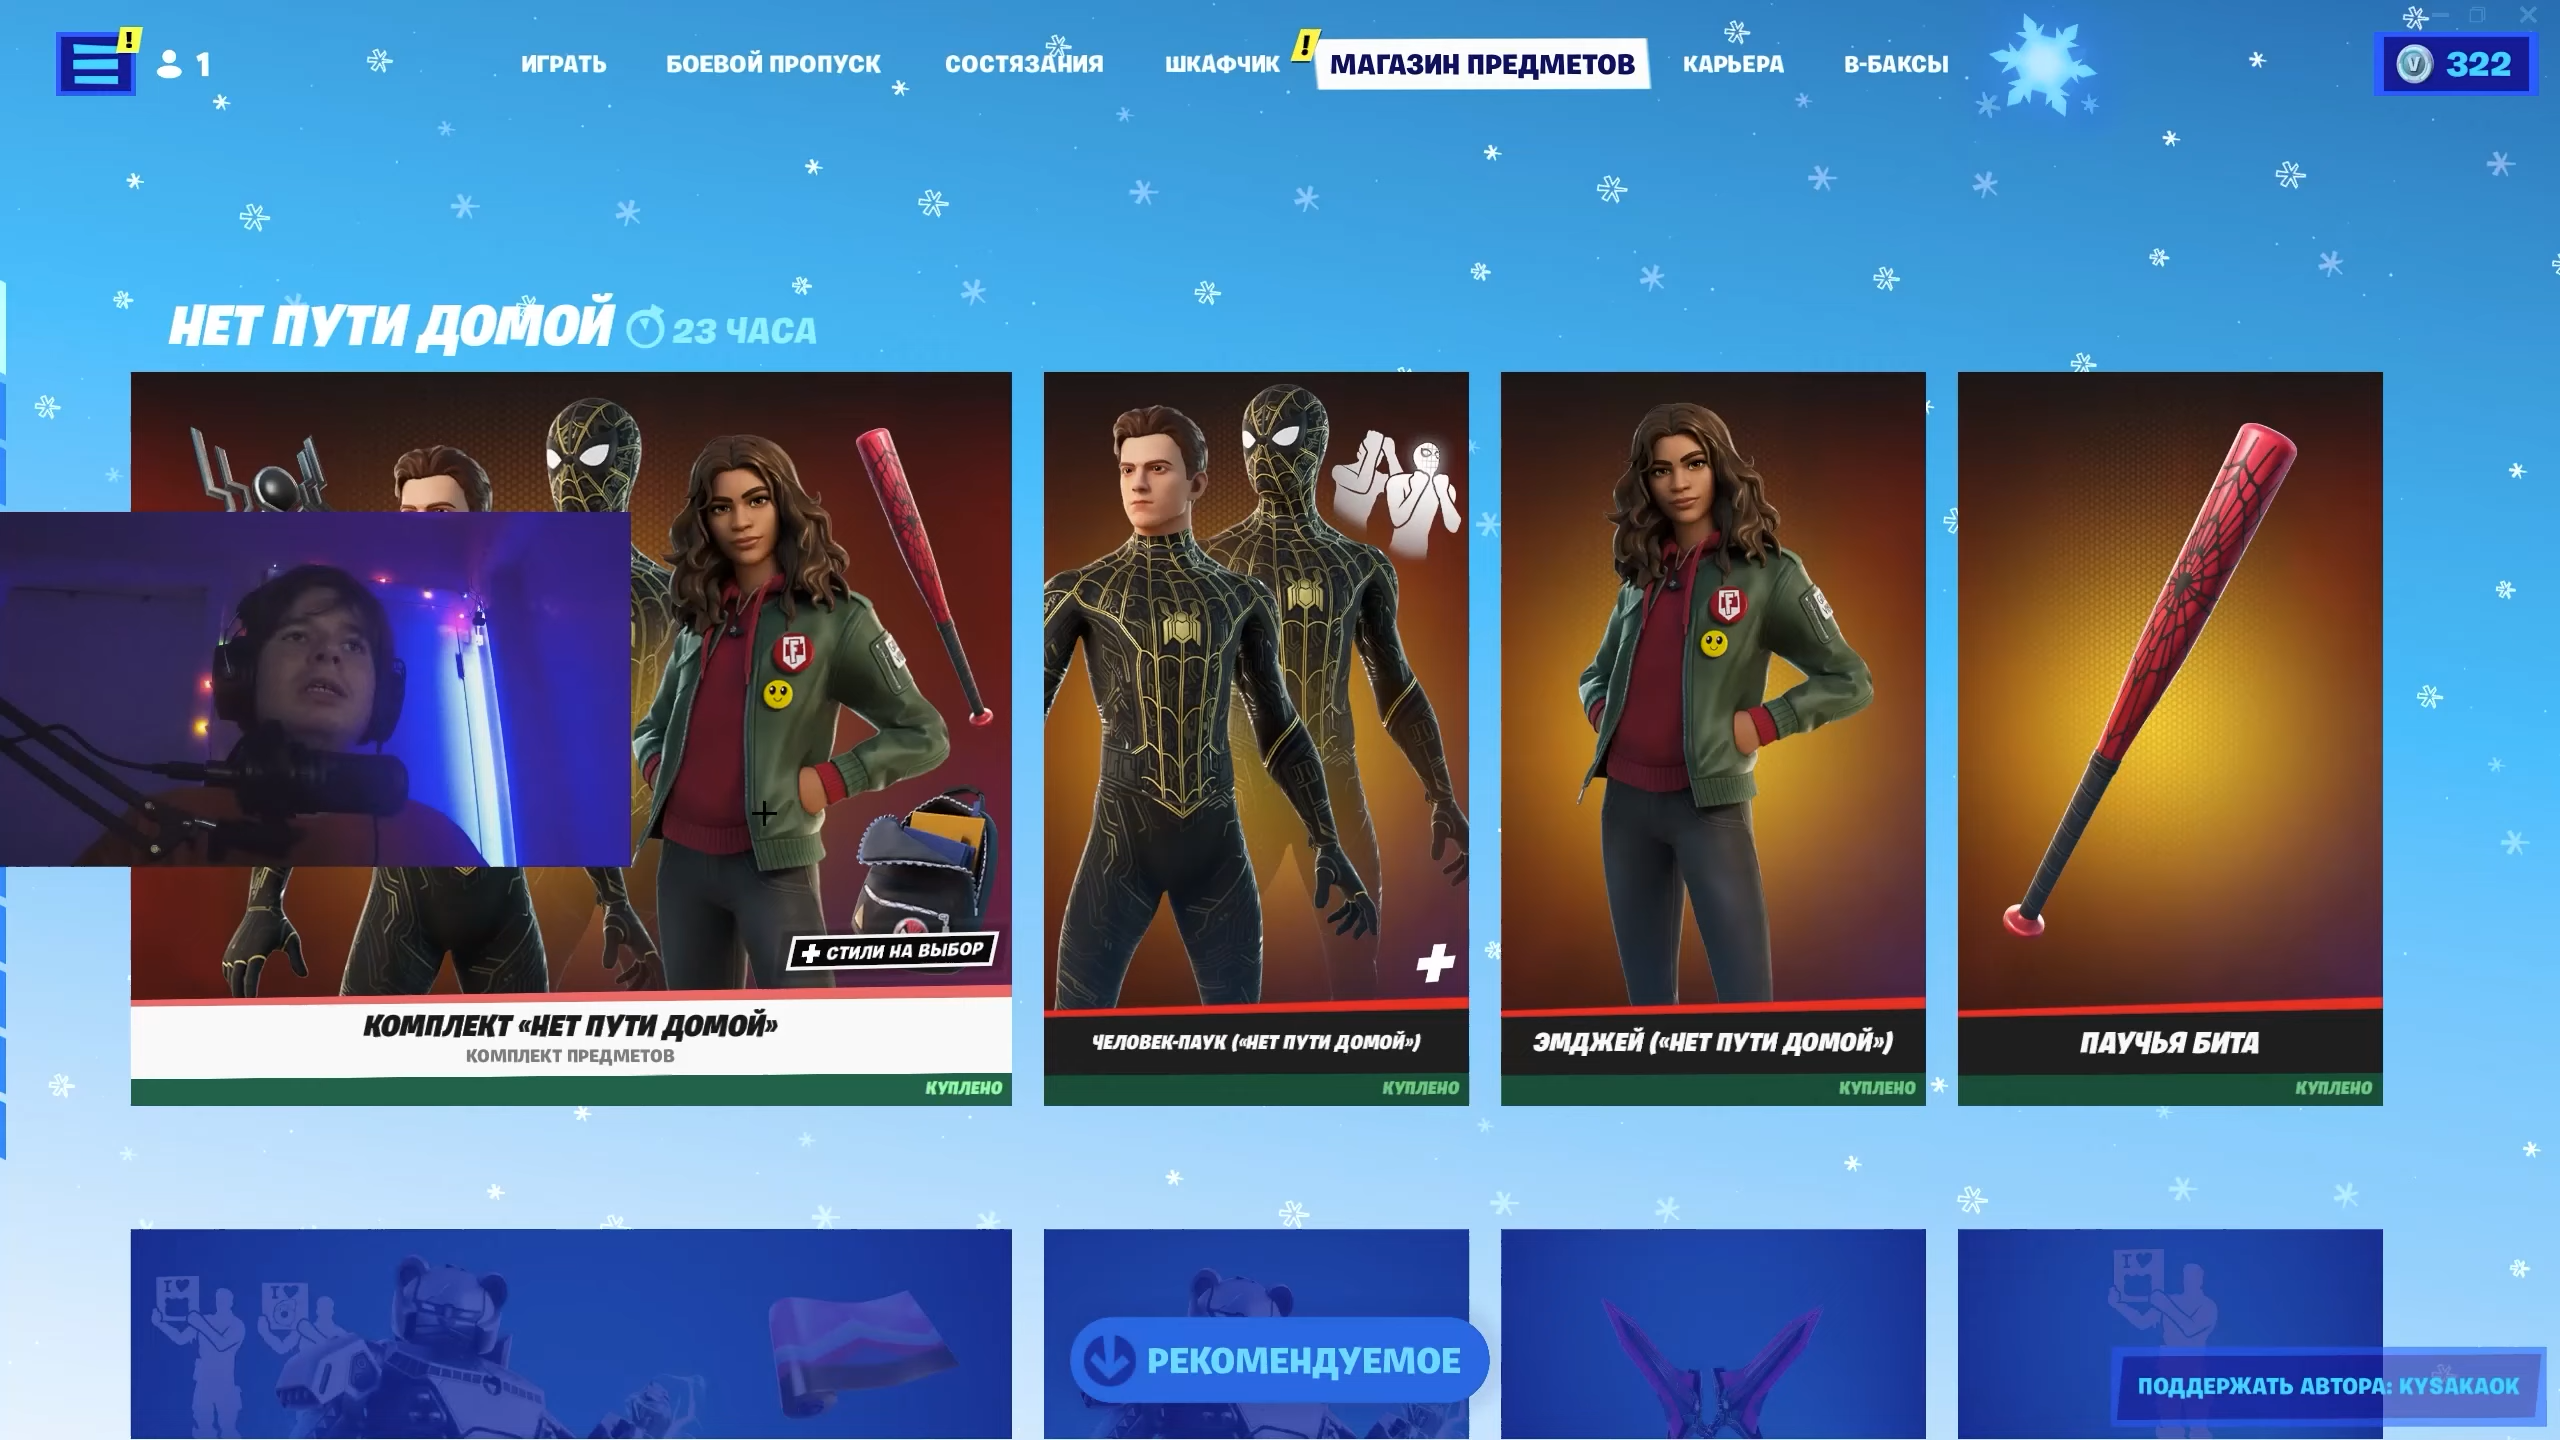 !
1
ИГРАТЬ
БОЕВОЙ ПРОПУСК
СОСТЯЗАНИЯ
ШКАФЧИК
!
МАГАЗИН ПРЕДМЕТОВ
КАРЬЕРА
В-БАКСЫ
V 322
НЕТ ПУТИ ДОМОЙ 23 ЧАСА
+ СТИЛИ НА ВЫБОР
КОМПЛЕКТ «НЕТ ПУТИ ДОМОЙ»
КОМПЛЕКТ ПРЕДМЕТОВ
КУПЛЕНО
ЧЕЛОВЕК-ПАУК («НЕТ ПУТИ ДОМОЙ»)
КУПЛЕНО
ЭМДЖЕЙ («НЕТ ПУТИ ДОМОЙ»)
КУПЛЕНО
ПАУЧЬЯ БИТА
КУПЛЕНО
I
I
I
РЕКОМЕНДУЕМОЕ
ПОДДЕРЖАТЬ АВТОРА: KYSAKAOK